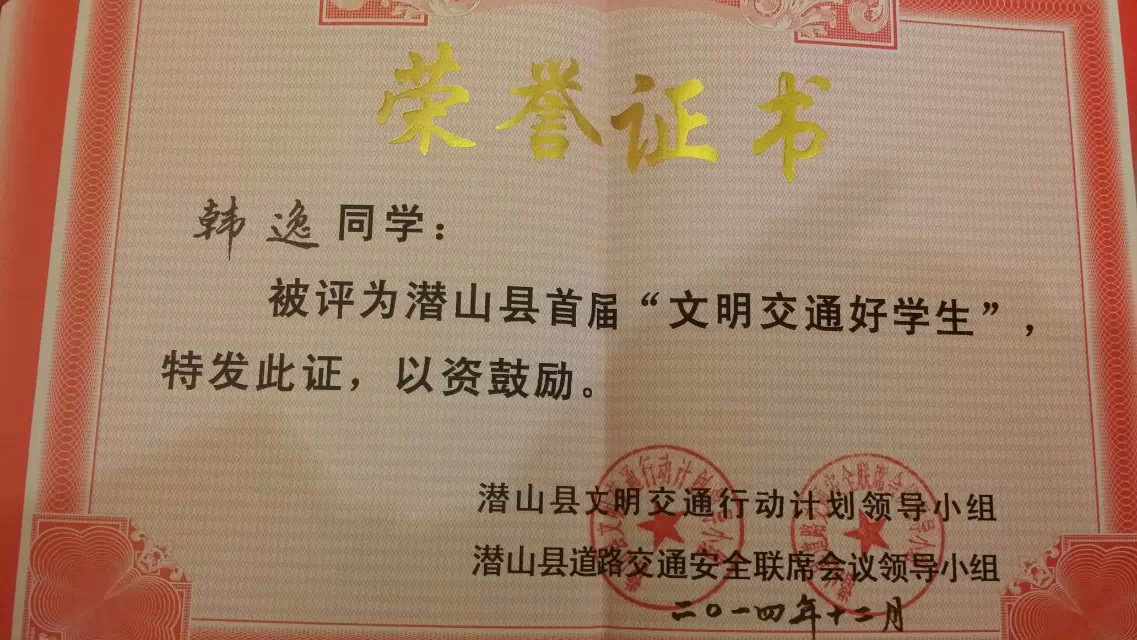 荣誉证书
韩逸同学：
被评为潜山县首届“文明交通好学生”，
特发此证，以资鼓励。
潜山县文明交通行动计划领导小组
潜山县道路交通安全联席会议领导小组
二〇一四年十二月